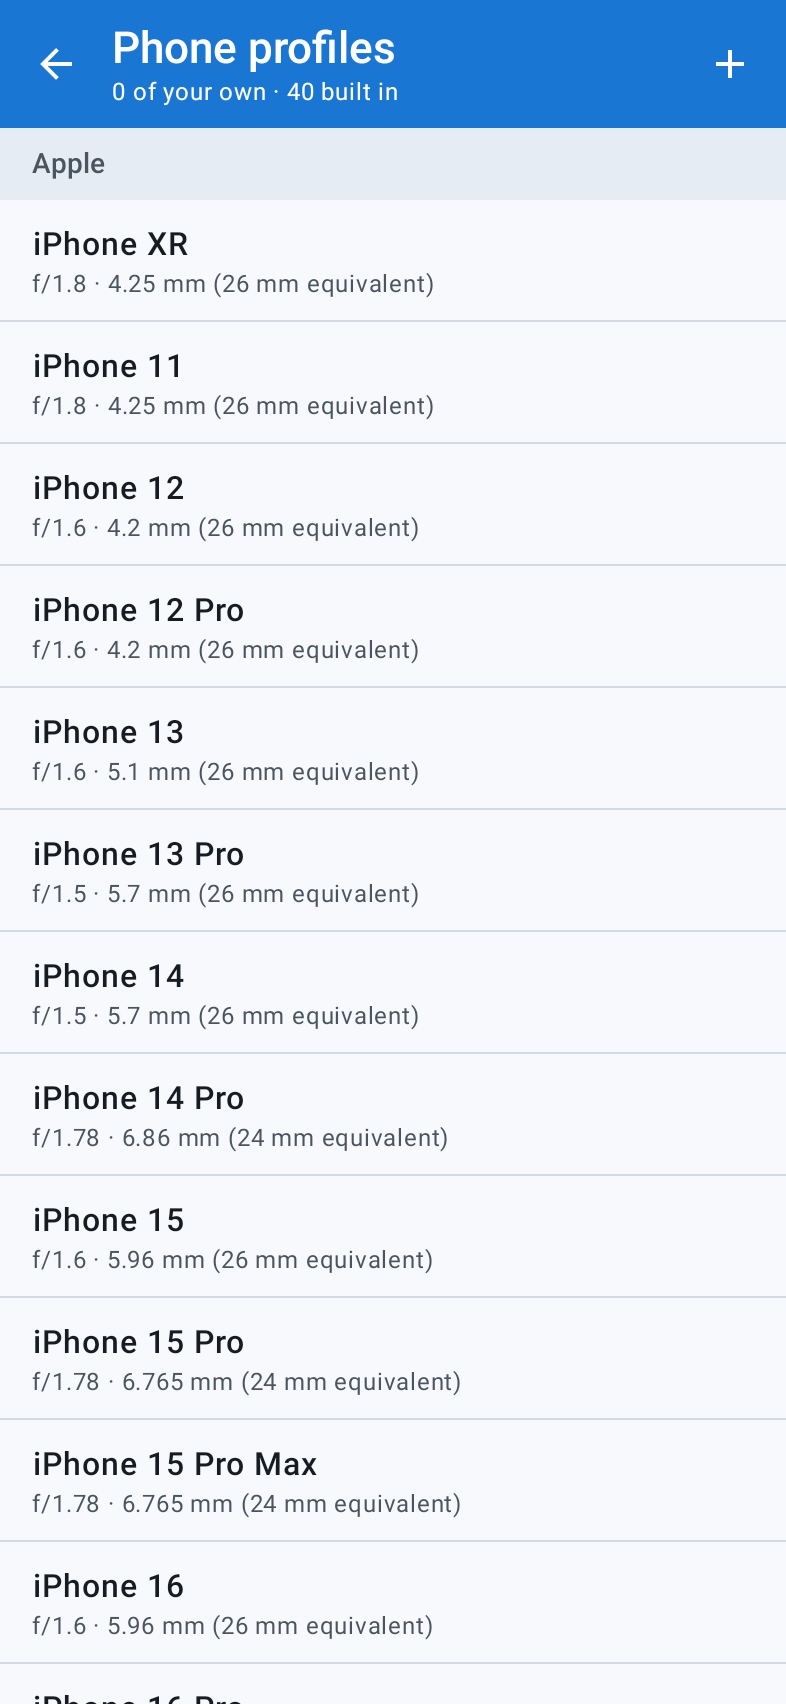 Phone profiles
0 of your own · 40 built in
Apple
iPhone XR
f/1.8 · 4.25 mm (26 mm equivalent)
iPhone 11
f/1.8 · 4.25 mm (26 mm equivalent)
iPhone 12
f/1.6 · 4.2 mm (26 mm equivalent)
iPhone 12 Pro
f/1.6 · 4.2 mm (26 mm equivalent)
iPhone 13
f/1.6 · 5.1 mm (26 mm equivalent)
iPhone 13 Pro
f/1.5 · 5.7 mm (26 mm equivalent)
iPhone 14
f/1.5 · 5.7 mm (26 mm equivalent)
iPhone 14 Pro
f/1.78 · 6.86 mm (24 mm equivalent)
iPhone 15
f/1.6 · 5.96 mm (26 mm equivalent)
iPhone 15 Pro
f/1.78 · 6.765 mm (24 mm equivalent)
iPhone 15 Pro Max
f/1.78 · 6.765 mm (24 mm equivalent)
iPhone 16
f/1.6 · 5.96 mm (26 mm equivalent)
iPhone 16 Pro